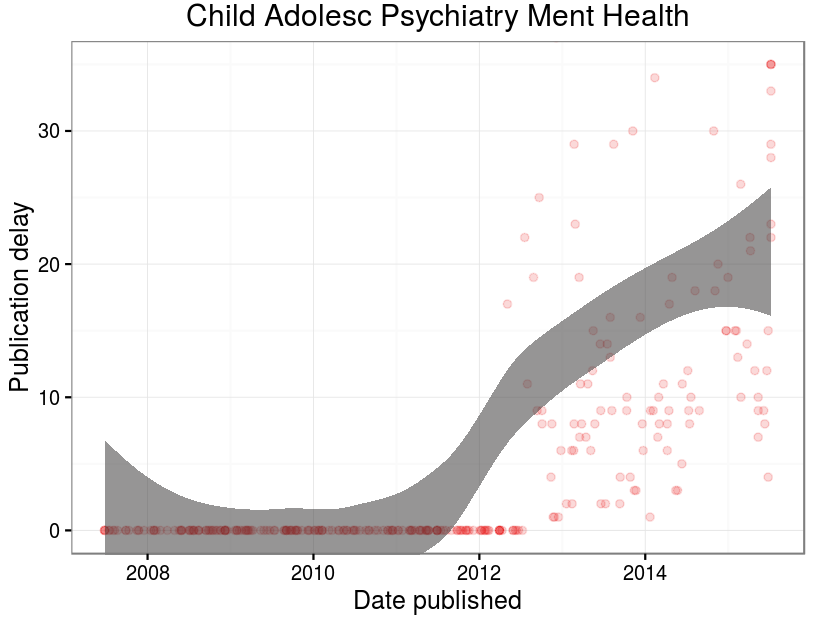 Child Adolesc Psychiatry Ment Health
Publication delay
30
20
10
0
2008 2010 2012 2014
Date published